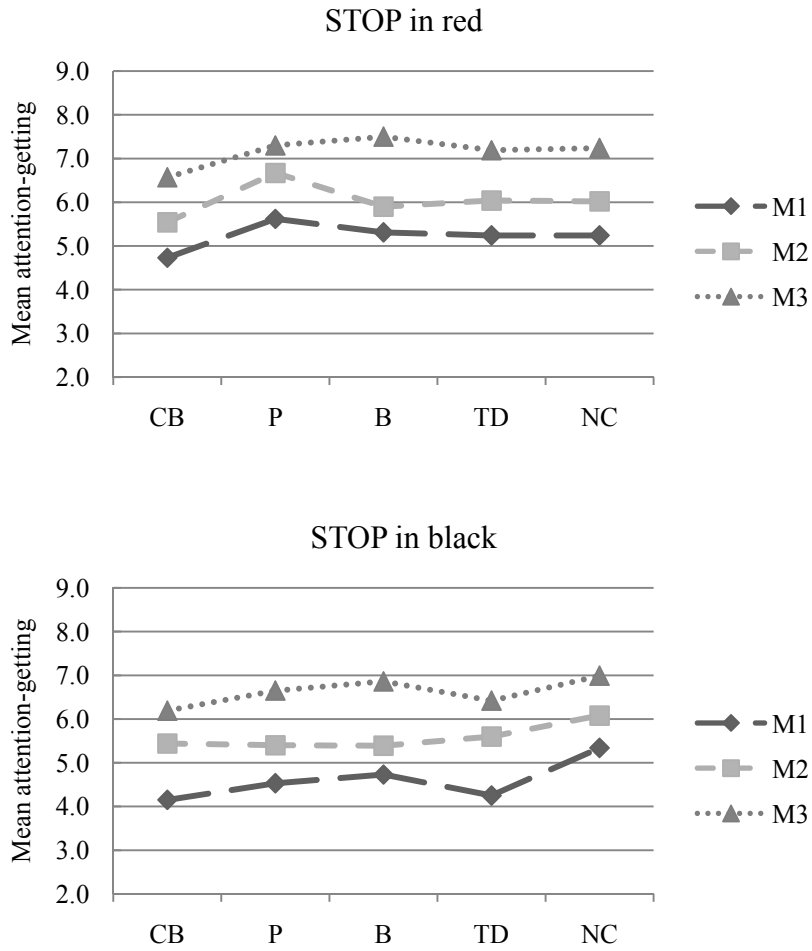 STOP in red
Mean attention-getting
9.0
8.0
7.0
6.0
5.0
4.0
3.0
2.0
CB P B TD NC
M1
M2
M3
STOP in black
Mean attention-getting
9.0
8.0
7.0
6.0
5.0
4.0
3.0
2.0
CB P B TD NC
M1
M2
M3